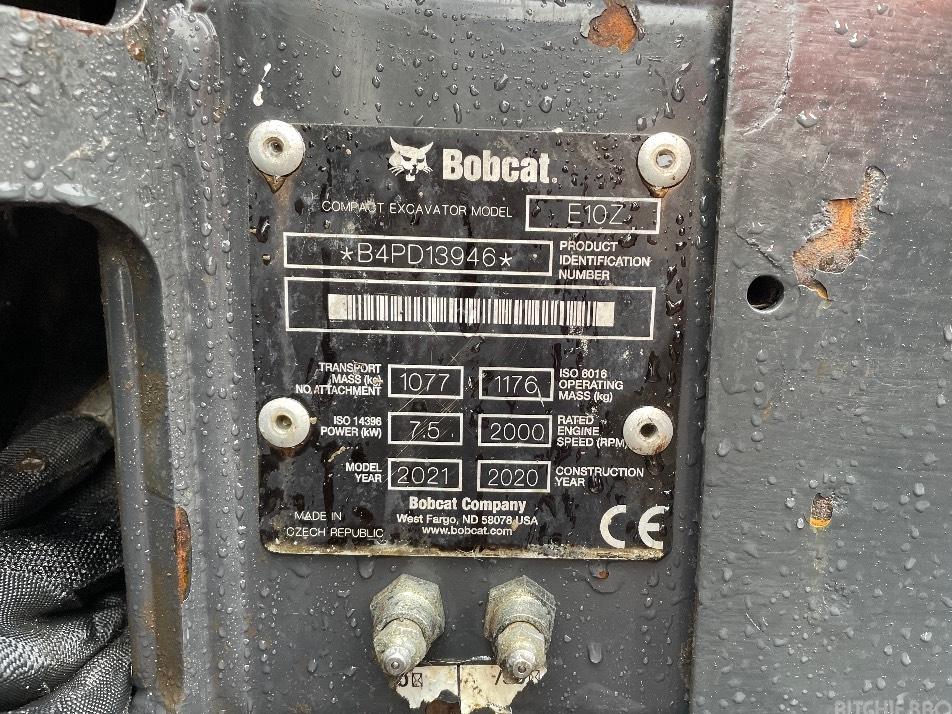 Bobcat.
COMPACT EXCAVATOR MODEL E10Z
*B4PD13946* PRODUCT IDENTIFICATION NUMBER
TRANSPORT MASS (kg) NO ATTACHMENT 1077 1176 ISO 6016 OPERATING MASS (kg)
ISO 14396 POWER (kW) 7.5 2000 RATED ENGINE SPEED (RPM)
MODEL YEAR 2021 2020 CONSTRUCTION YEAR
Bobcat Company
West Fargo, ND 58078 USA
www.bobcat.com
MADE IN
CZECH REPUBLIC
CE